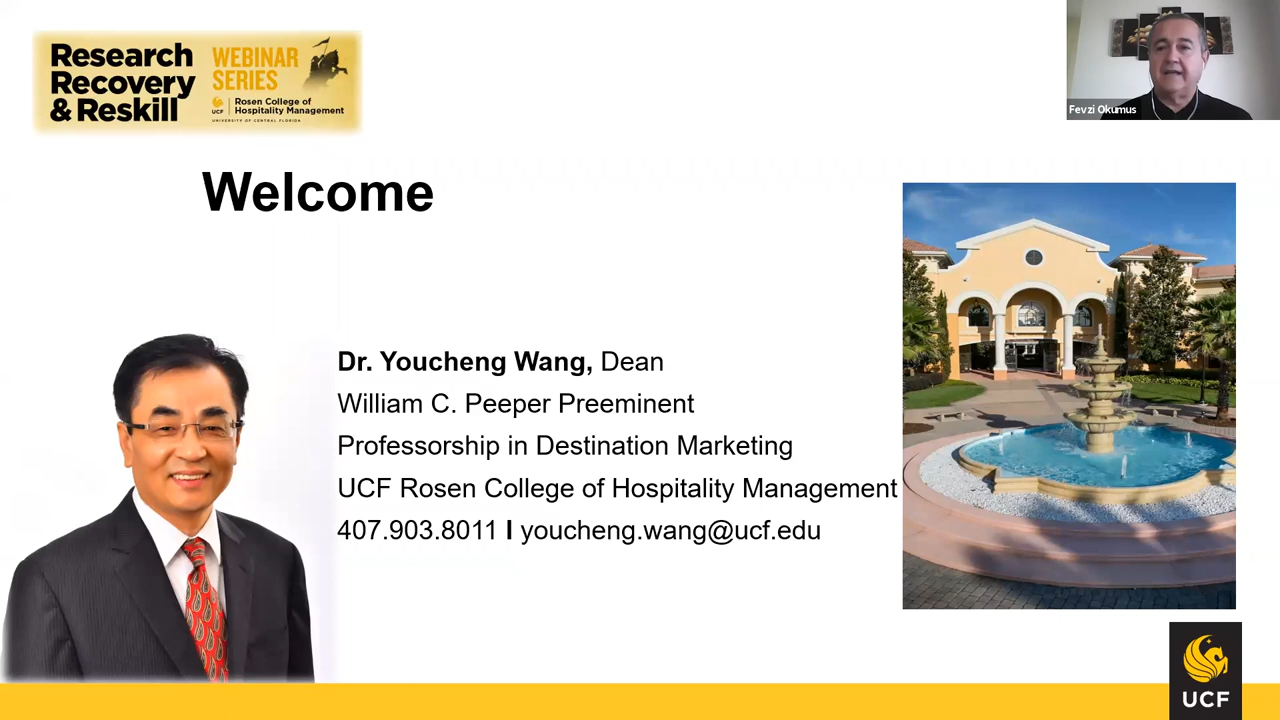 Research
Recovery
& Reskill
WEBINAR
SERIES
UCF
Rosen College of
Hospitality Management
UNIVERSITY OF CENTRAL FLORIDA
Fevzi Okumus
Welcome
Dr. Youcheng Wang, Dean
William C. Peeper Preeminent
Professorship in Destination Marketing
UCF Rosen College of Hospitality Management
407.903.8011 I youcheng.wang@ucf.edu
UCF